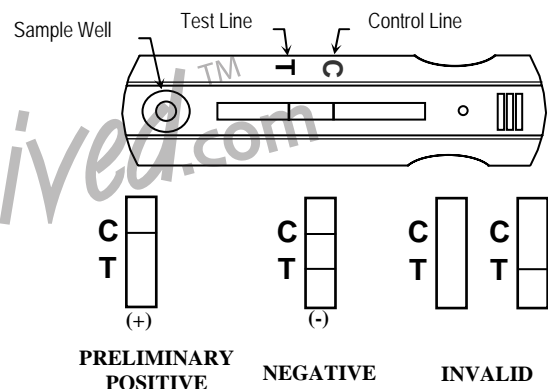 Sample Well Test Line Control Line
T C
ived.com TM
C C C C
T T T T
(+) (-)
PRELIMINARY
POSITIVE NEGATIVE INVALID